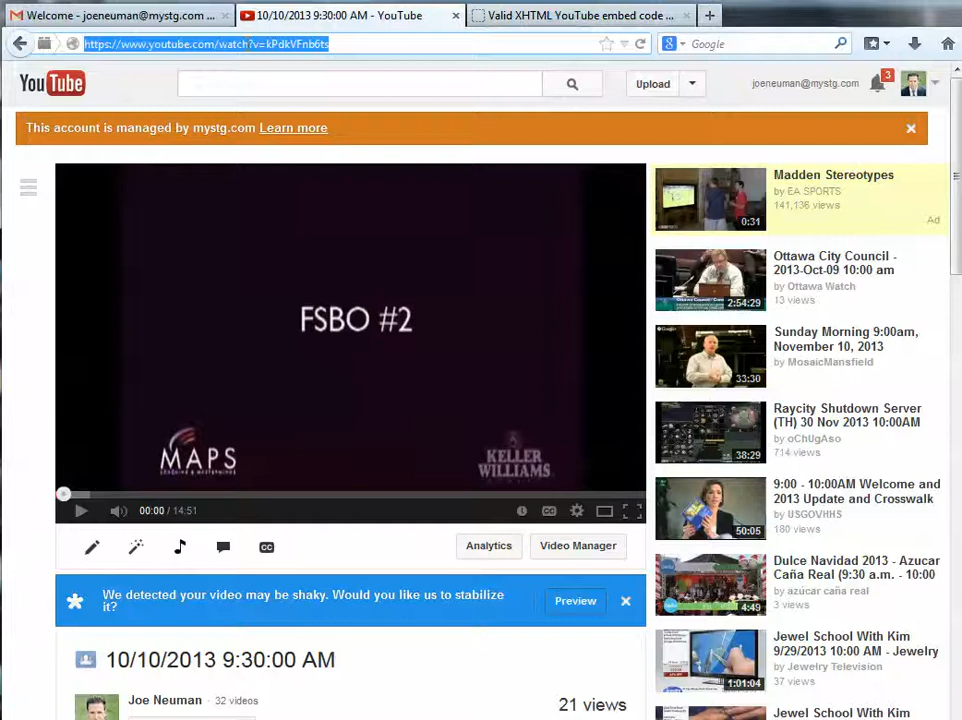 Welcome - joeneuman@mystg.com ...
10/10/2013 9:30:00 AM - YouTube
Valid XHTML YouTube embed code ...
https://www.youtube.com/watch?v=kPdkVFnb6ts
Google
YouTube
Upload
joeneuman@mystg.com
3
This account is managed by mystg.com Learn more
FSBO #2
MAPS
KELLER
WILLIAMS
00:00 / 14:51
CC
Analytics
Video Manager
We detected your video may be shaky. Would you like us to stabilize
it?
Preview
10/10/2013 9:30:00 AM
Joe Neuman · 32 videos
21 views
Madden Stereotypes
by EA SPORTS
141,136 views
Ad
0:31
Ottawa City Council -
2013-Oct-09 10:00 am
by Ottawa Watch
13 views
2:54:29
Sunday Morning 9:00am,
November 10, 2013
by MosaicMansfield
33:30
Raycity Shutdown Server
(TH) 30 Nov 2013 10:00AM
by oChUgAso
714 views
38:29
9:00 - 10:00AM Welcome and
2013 Update and Crosswalk
by USGOVHHS
180 views
50:05
Dulce Navidad 2013 - Azucar
Caña Real (9:30 a.m. - 10:00
by azúcar caña real
3 views
4:49
Jewel School With Kim
9/29/2013 10:00 AM - Jewelry
by Jewelry Television
37 views
1:01:04
Jewel School With Kim